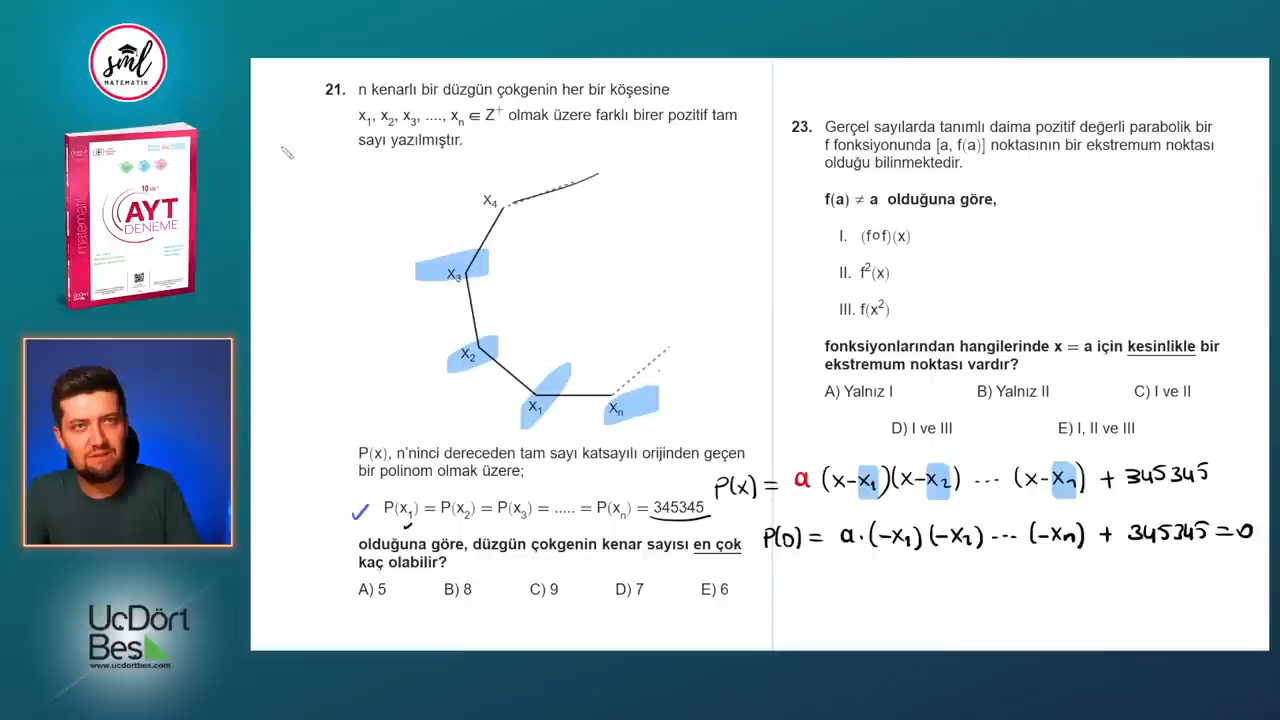 sml
MATEMATİK
matematik
10 ADET
AYT
DENEME
UcDört
Bes
www.ucdortbes.com
21. n kenarlı bir düzgün çokgenin her bir köşesine
x1, x2, x3, ...., xn ∈ Z+ olmak üzere farklı birer pozitif tam
sayı yazılmıştır.
x4
x3
x2
x1
xn
P(x), n'ninci dereceden tam sayı katsayılı orijinden geçen
bir polinom olmak üzere;
P(x1) = P(x2) = P(x3) = ..... = P(xn) = 345345
olduğuna göre, düzgün çokgenin kenar sayısı en çok
kaç olabilir?
A) 5 B) 8 C) 9 D) 7 E) 6
23. Gerçel sayılarda tanımlı daima pozitif değerli parabolik bir
f fonksiyonunda [a, f(a)] noktasının bir ekstremum noktası
olduğu bilinmektedir.
f(a) ≠ a olduğuna göre,
I. (fof)(x)
II. f²(x)
III. f(x²)
fonksiyonlarından hangilerinde x = a için kesinlikle bir
ekstremum noktası vardır?
A) Yalnız I B) Yalnız II C) I ve II
D) I ve III E) I, II ve III
P(x) = a (x-x1)(x-x2) ... (x-xn) + 345345
P(0) = a.(-x1)(-x2) ... (-xn) + 345345=0